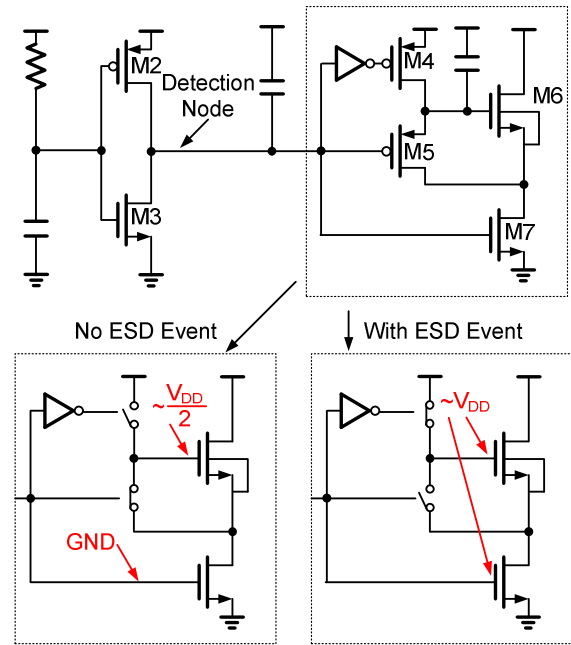 M2
Detection
Node
M3
M4
M5
M6
M7
No ESD Event
With ESD Event
~VDD
2
GND
~VDD